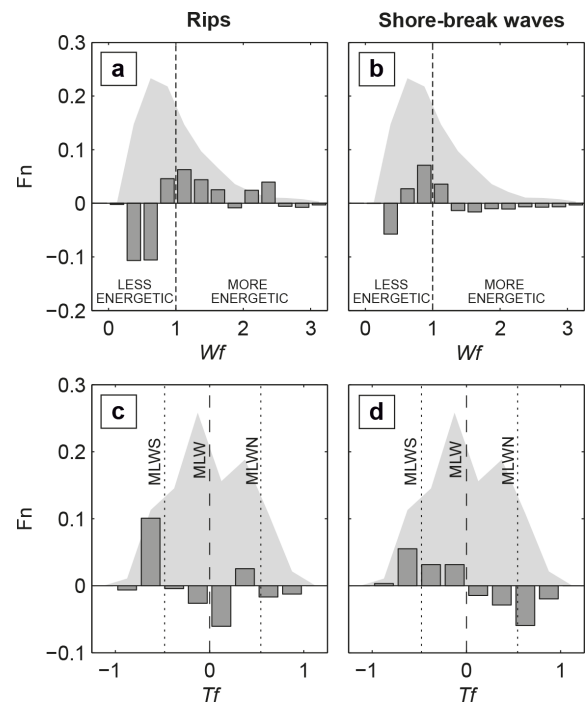 Rips
Shore-break waves
a
b
0.3
0.2
0.1
0
−0.1
−0.2
Fn
LESS
ENERGETIC
MORE
ENERGETIC
LESS
ENERGETIC
MORE
ENERGETIC
0 1 2 3
0 1 2 3
Wf
Wf
c
d
0.3
0.2
0.1
0
−0.1
Fn
MLWS
MLW
MLWN
MLWS
MLW
MLWN
−1 0 1
−1 0 1
Tf
Tf